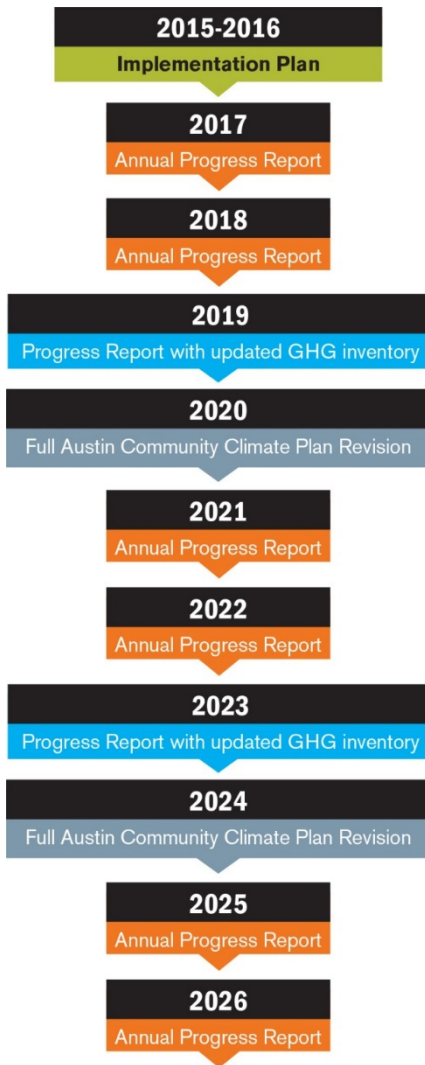 2015-2016
Implementation Plan
2017
Annual Progress Report
2018
Annual Progress Report
2019
Progress Report with updated GHG inventory
2020
Full Austin Community Climate Plan Revision
2021
Annual Progress Report
2022
Annual Progress Report
2023
Progress Report with updated GHG inventory
2024
Full Austin Community Climate Plan Revision
2025
Annual Progress Report
2026
Annual Progress Report